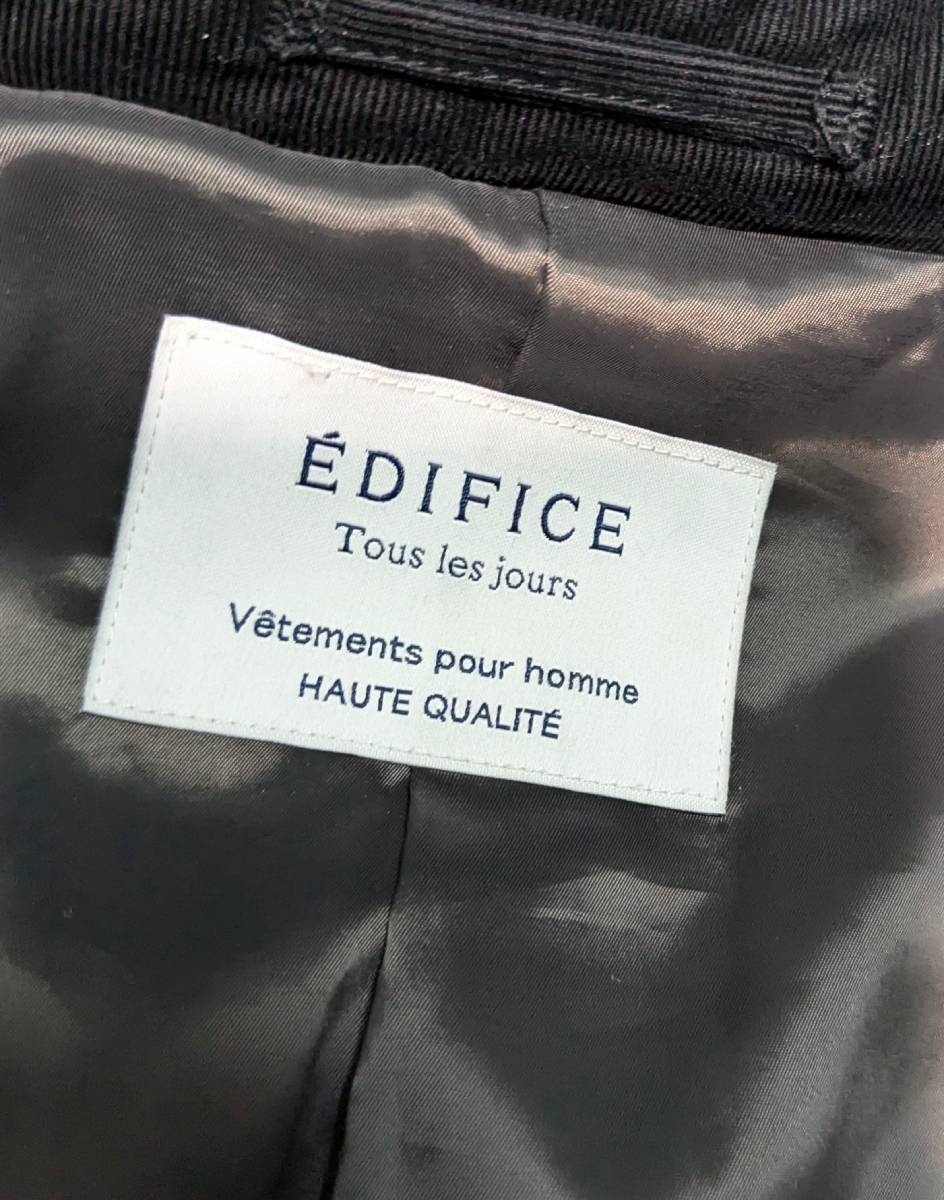 ÉDIFICE
Tous les jours
Vêtements pour homme
HAUTE QUALITÉ